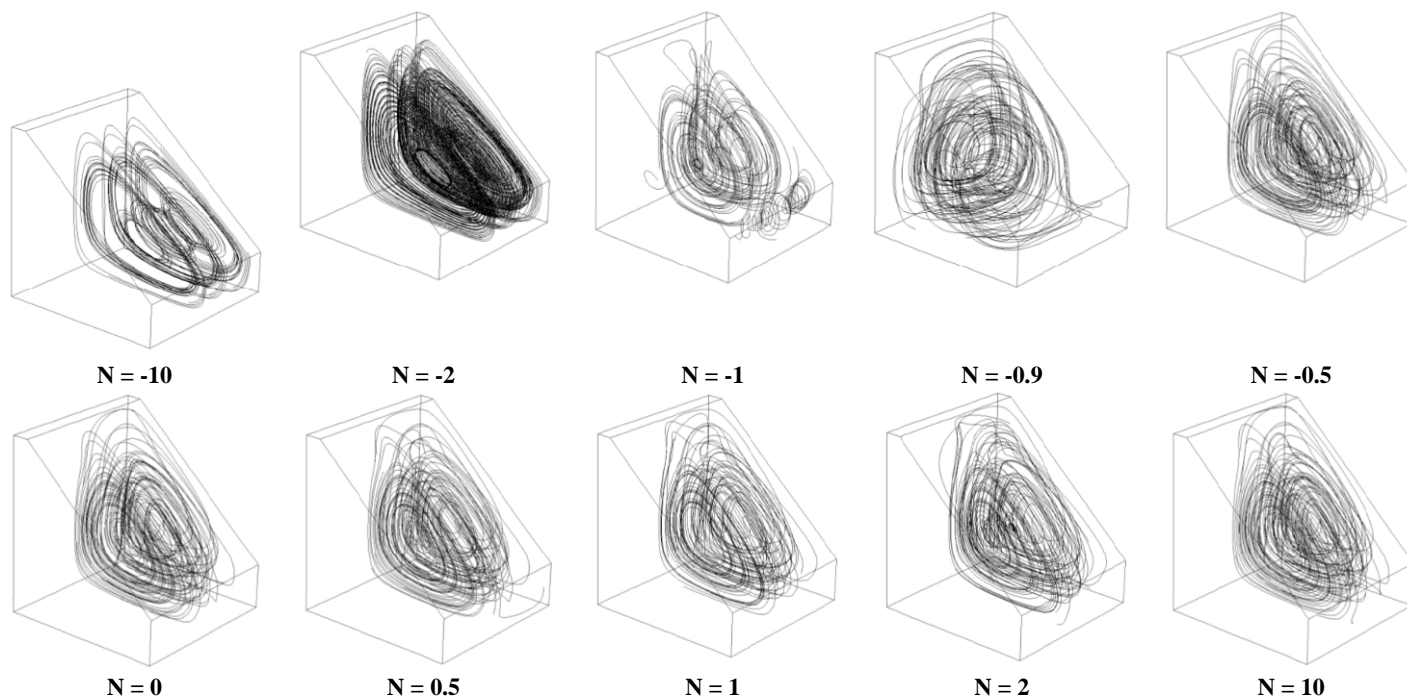 N = -10 N = -2 N = -1 N = -0.9 N = -0.5
N = 0 N = 0.5 N = 1 N = 2 N = 10